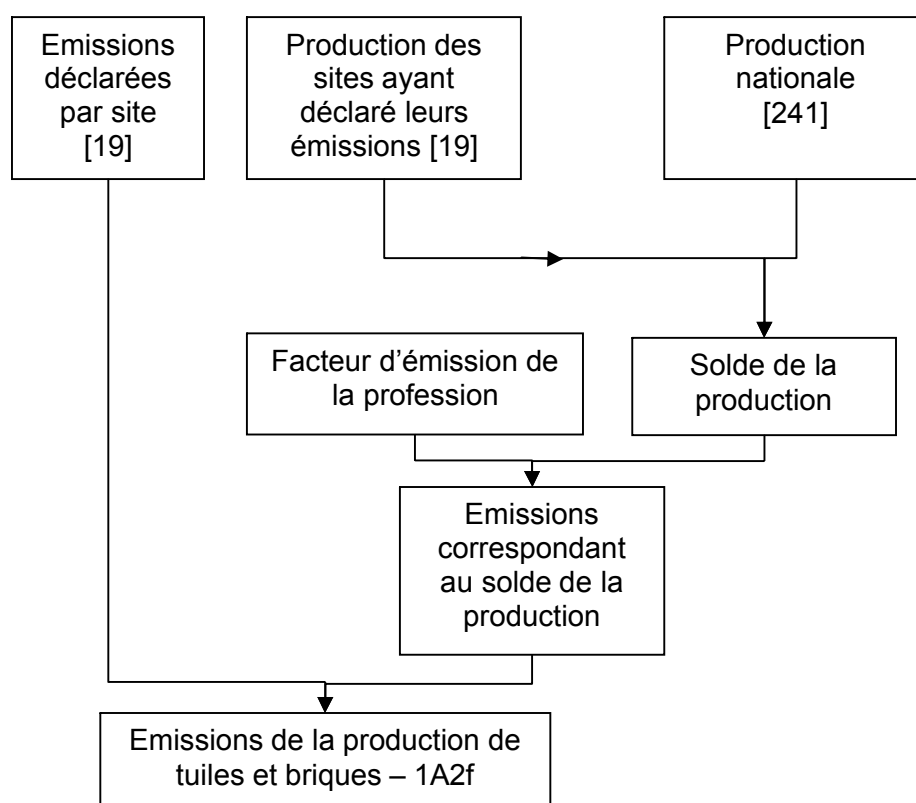 Emissions
déclarées
par site
[19]
Production des
sites ayant
déclaré leurs
émissions [19]
Production
nationale
[241]
Facteur d’émission de
la profession
Solde de la
production
Emissions
correspondant
au solde de la
production
Emissions de la production de
tuiles et briques – 1A2f